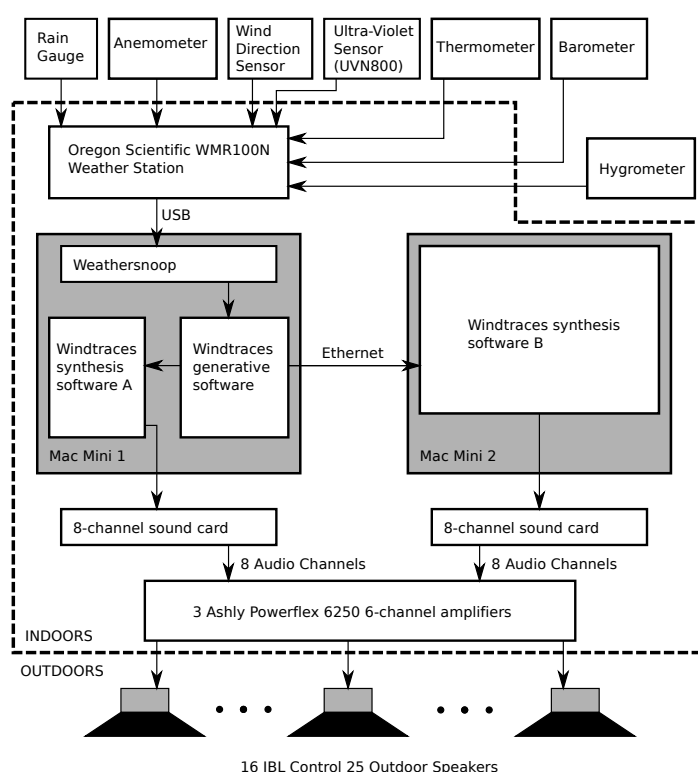 Rain
Gauge
Anemometer
Wind
Direction
Sensor
Ultra-Violet
Sensor
(UVN800)
Thermometer
Barometer
Oregon Scientific WMR100N
Weather Station
Hygrometer
USB
Weathersnoop
Windtraces
synthesis
software A
Windtraces
generative
software
Ethernet
Windtraces synthesis
software B
Mac Mini 1
Mac Mini 2
8-channel sound card
8-channel sound card
8 Audio Channels
8 Audio Channels
3 Ashly Powerflex 6250 6-channel amplifiers
INDOORS
OUTDOORS
16 JBL Control 25 Outdoor Speakers